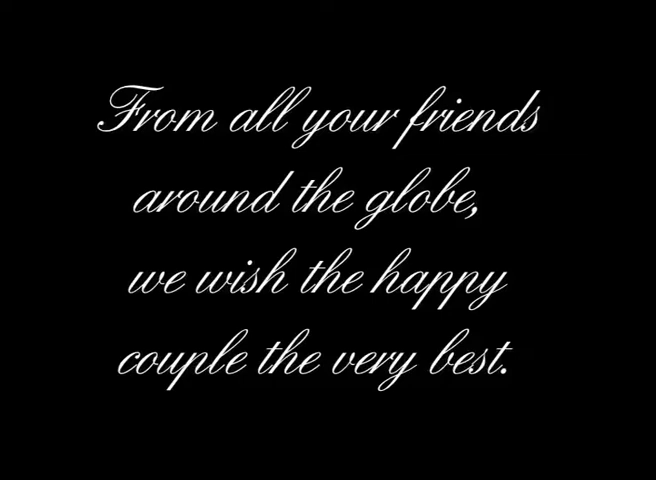 From all your friends
around the globe,
we wish the happy
couple the very best.